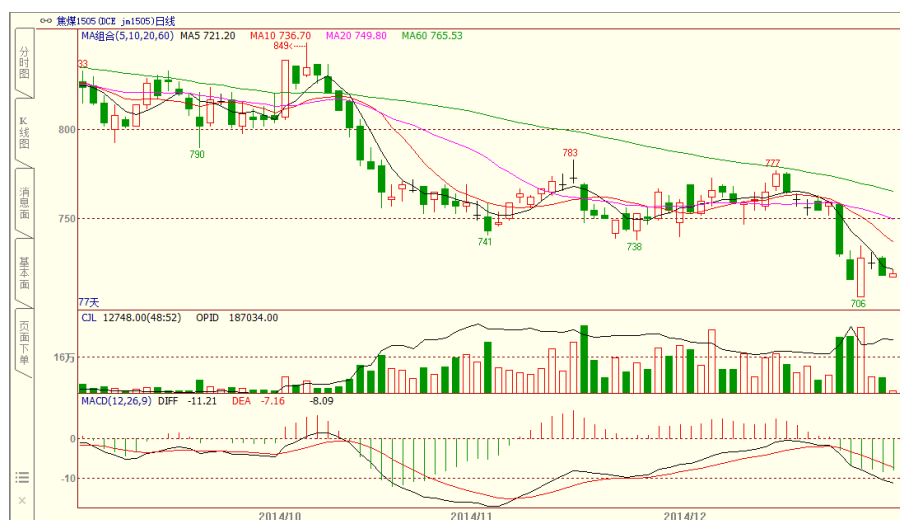 焦煤1505(DCE jm1505)日线
MA组合(5,10,20,60) MA5 721.20 MA10 736.70 MA20 749.80 MA60 765.53
分时图
K线图
消息面
基本面
页面下单
33
849
800
790
783
777
750
741
738
706
77天
CJL 12748.00(48:52) OPID 187034.00
16万
MACD(12,26,9) DIFF -11.21 DEA -7.16 -8.09
0
-10
2014/10 2014/11 2014/12